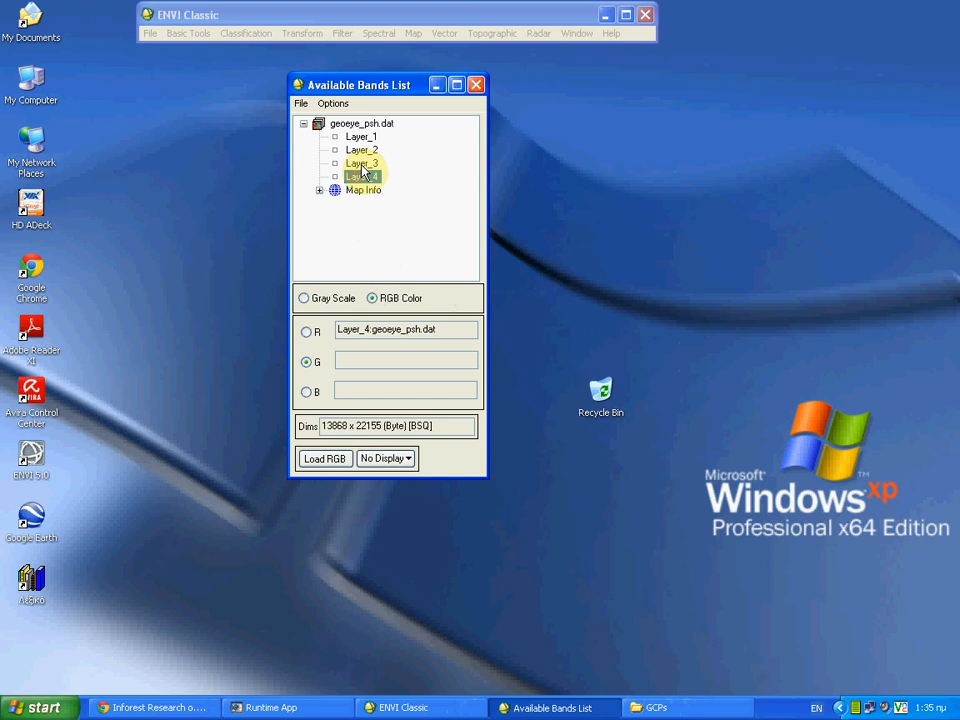 My Documents
My Computer
My Network
Places
HD ADeck
Google
Chrome
Adobe Reader
XI
Avira Control
Center
ENVI 5.0
Google Earth
Λεξικό
ENVI Classic
File Basic Tools Classification Transform Filter Spectral Map Vector Topographic Radar Window Help
Available Bands List
File Options
geoeye_psh.dat
Layer_1
Layer_2
Layer_3
Layer_4
Map Info
Gray Scale RGB Color
R Layer_4:geoeye_psh.dat
G
B
Dims 13868 x 22155 (Byte) [BSQ]
Load RGB No Display
Recycle Bin
Microsoft
Windows xp
Professional x64 Edition
start Inforest Research o.... Runtime App ENVI Classic Available Bands List GCPs EN 1:35 πμ